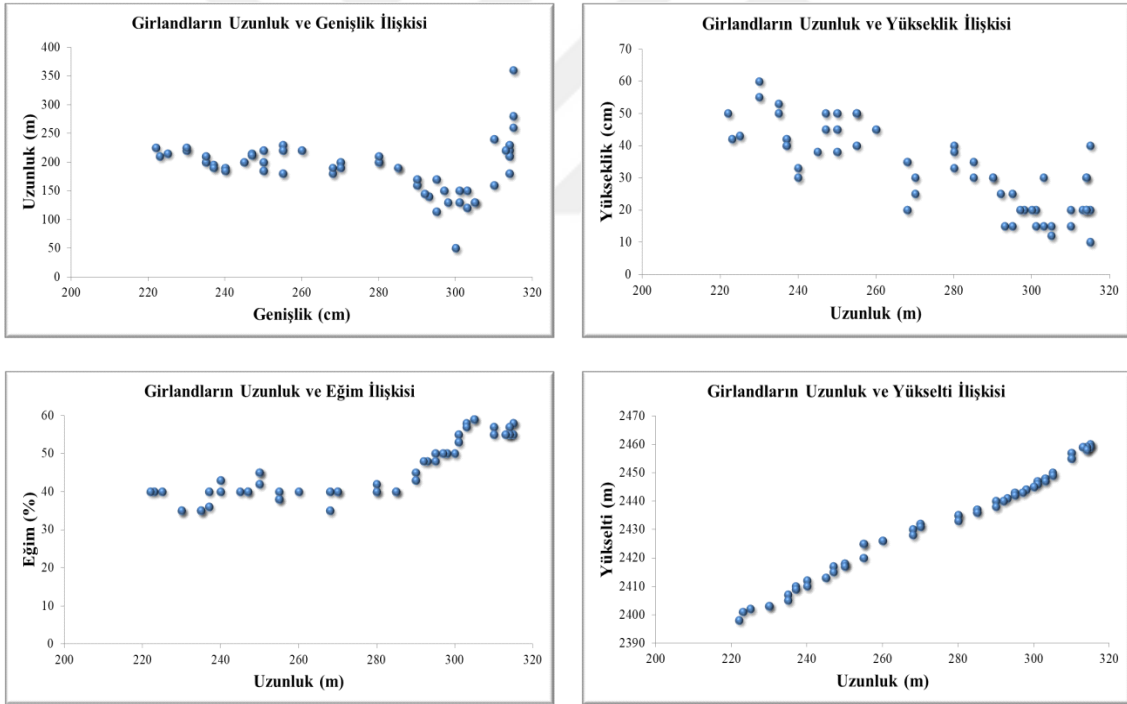 Girlandların Uzunluk ve Genişlik İlişkisi
Uzunluk (m)
400
350
300
250
200
150
100
50
0
200 220 240 260 280 300 320
Genişlik (cm)
Girlandların Uzunluk ve Yükseklik İlişkisi
Yükseklik (cm)
70
60
50
40
30
20
10
0
200 220 240 260 280 300 320
Uzunluk (m)
Girlandların Uzunluk ve Eğim İlişkisi
Eğim (%)
60
50
40
30
20
10
0
200 220 240 260 280 300 320
Uzunluk (m)
Girlandların Uzunluk ve Yükselti İlişkisi
Yükselti (m)
2470
2460
2450
2440
2430
2420
2410
2400
2390
200 220 240 260 280 300 320
Uzunluk (m)